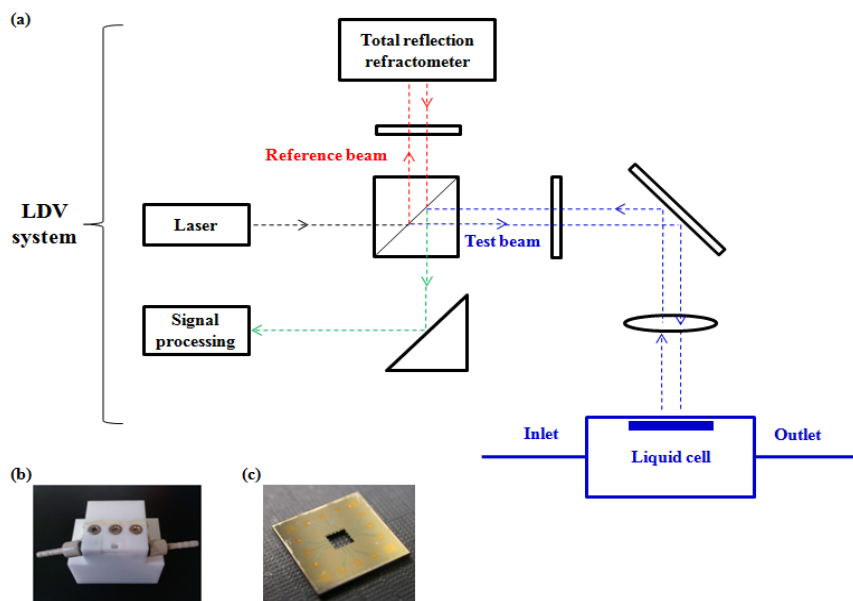 (a)
Total reflection
refractometer
Reference beam
LDV
system
Laser
Test beam
Signal
processing
Inlet
Outlet
Liquid cell
(b)
(c)